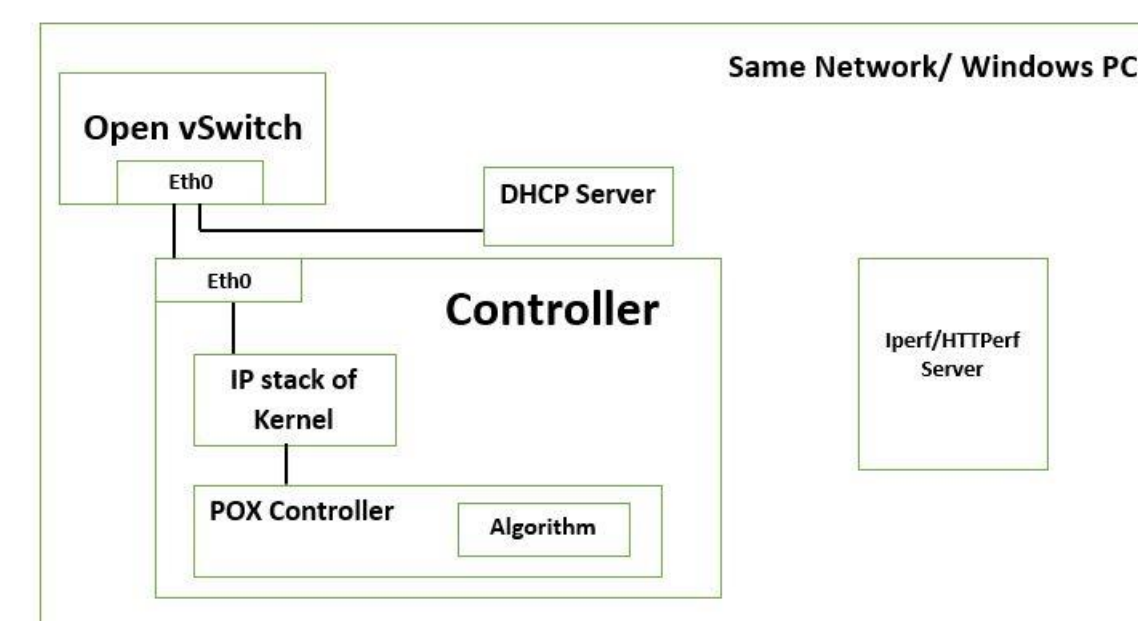 Same Network/ Windows PC
Open vSwitch
Eth0
DHCP Server
Eth0
Controller
Iperf/HTTPerf
Server
IP stack of
Kernel
POX Controller
Algorithm